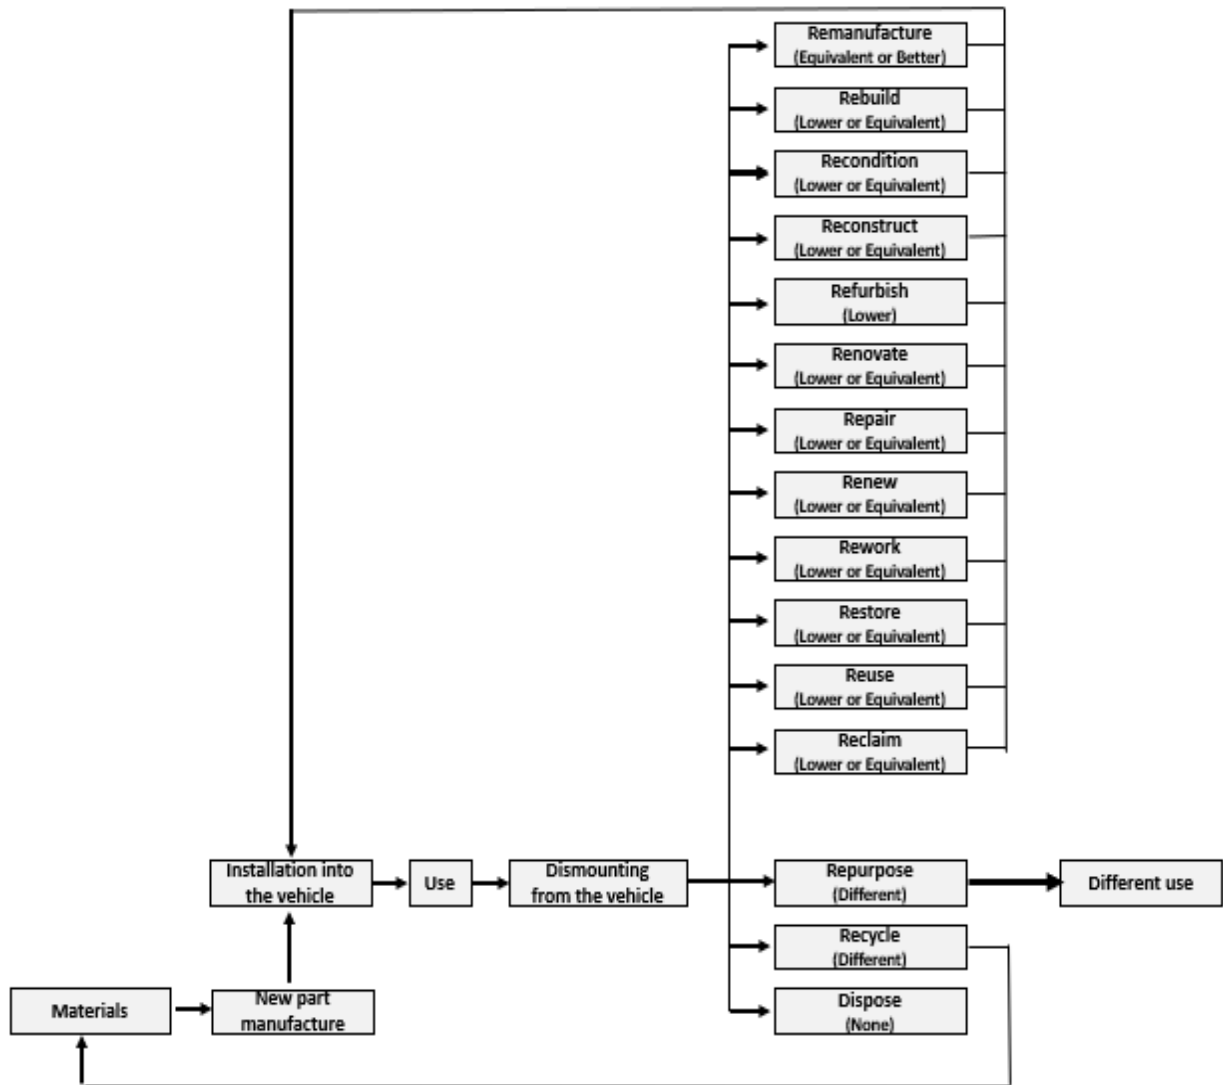 Remanufacture
(Equivalent or Better)
Rebuild
(Lower or Equivalent)
Recondition
(Lower or Equivalent)
Reconstruct
(Lower or Equivalent)
Refurbish
(Lower)
Renovate
(Lower or Equivalent)
Repair
(Lower or Equivalent)
Renew
(Lower or Equivalent)
Rework
(Lower or Equivalent)
Restore
(Lower or Equivalent)
Reuse
(Lower or Equivalent)
Reclaim
(Lower or Equivalent)
Installation into
the vehicle
Use
Dismounting
from the vehicle
Repurpose
(Different)
Different use
Recycle
(Different)
Materials
New part
manufacture
Dispose
(None)